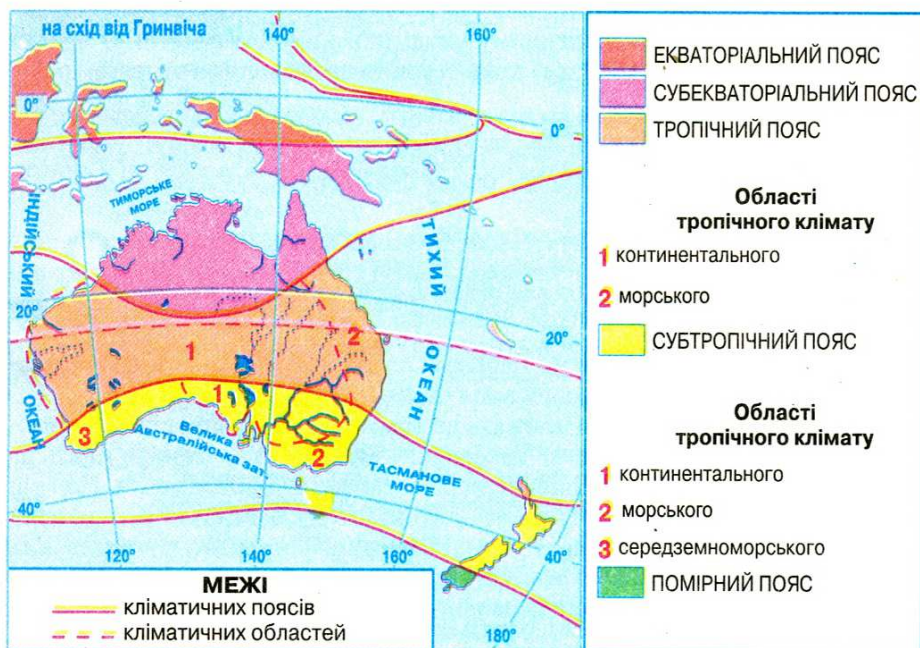 на схід від Гринвіча
140°
160°
0°
0°
ТИМОРСЬКЕ
МОРЕ
ІНДІЙСЬКИЙ
ОКЕАН
ТИХИЙ
ОКЕАН
20°
20°
1
2
1
3
2
Велика
Австралійська зат.
ТАСМАНОВЕ
МОРЕ
40°
40°
120°
140°
160°
180°
МЕЖІ
кліматичних поясів
кліматичних областей
ЕКВАТОРІАЛЬНИЙ ПОЯС
СУБЕКВАТОРІАЛЬНИЙ ПОЯС
ТРОПІЧНИЙ ПОЯС
Області
тропічного клімату
1 континентального
2 морського
СУБТРОПІЧНИЙ ПОЯС
Області
тропічного клімату
1 континентального
2 морського
3 середземноморського
ПОМІРНИЙ ПОЯС